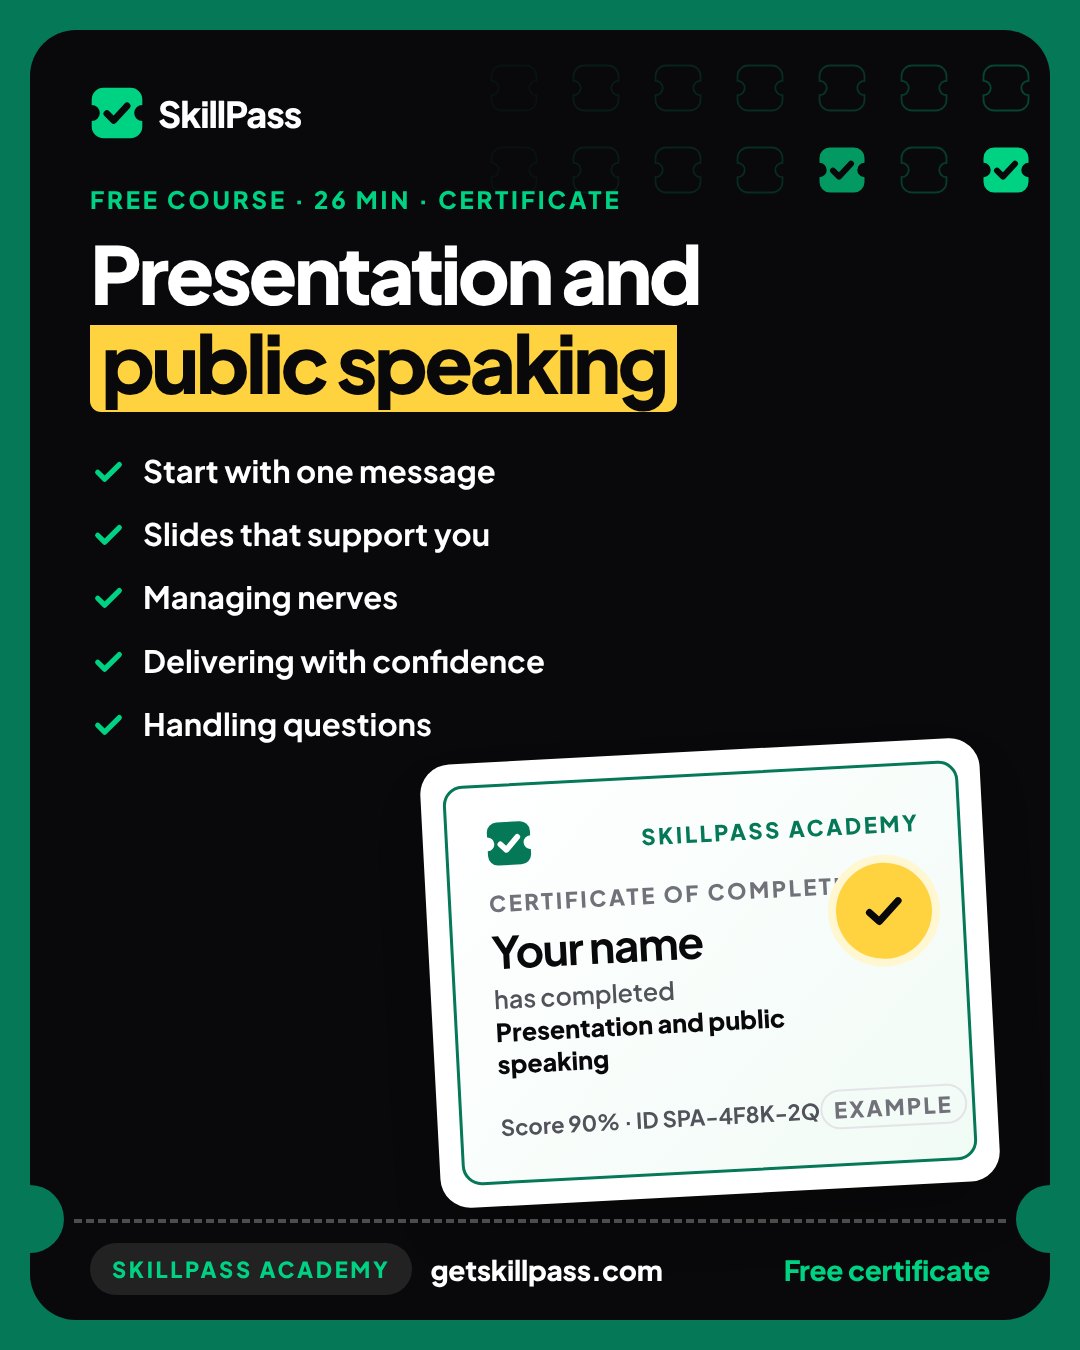 SkillPass
FREE COURSE · 26 MIN · CERTIFICATE
Presentation and
public speaking
Start with one message
Slides that support you
Managing nerves
Delivering with confidence
Handling questions
SKILLPASS ACADEMY
CERTIFICATE OF
Your name
has completed
Presentation and public
speaking
Score 90% · ID SPA-4F8K-2Q
EXAMPLE
SKILLPASS ACADEMY
getskillpass.com
Free certificate